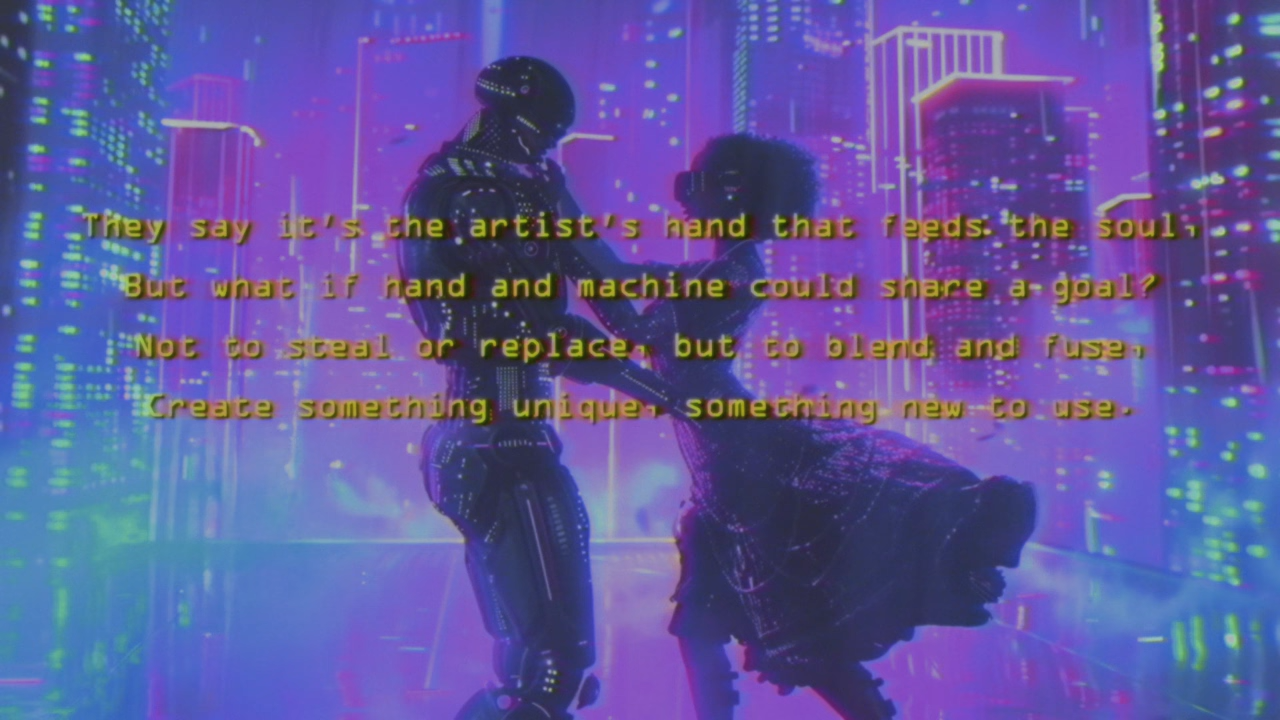 They say it's the artist's hand that feeds the soul,
But what if hand and machine could share a goal?
Not to steal or replace, but to blend and fuse,
Create something unique, something new to use.